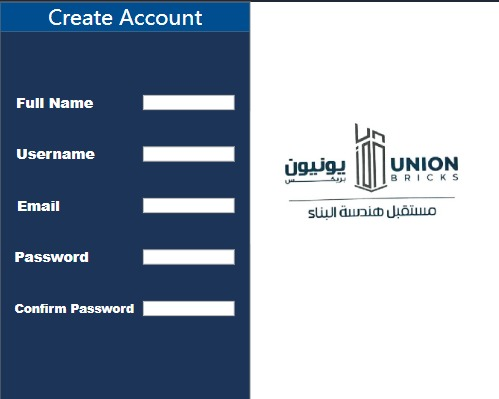 Create Account
Full Name
Username
Email
Password
Confirm Password
يونيون UNION
بريكس BRICKS
مستقبل هندسة البناء